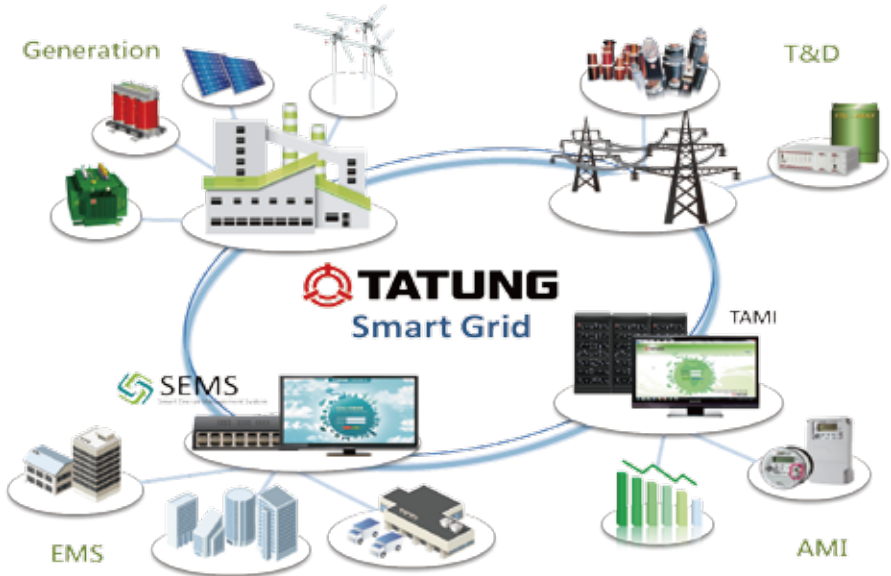 Generation
T&D
TATUNG
Smart Grid
TAMI
SEMS
EMS
AMI